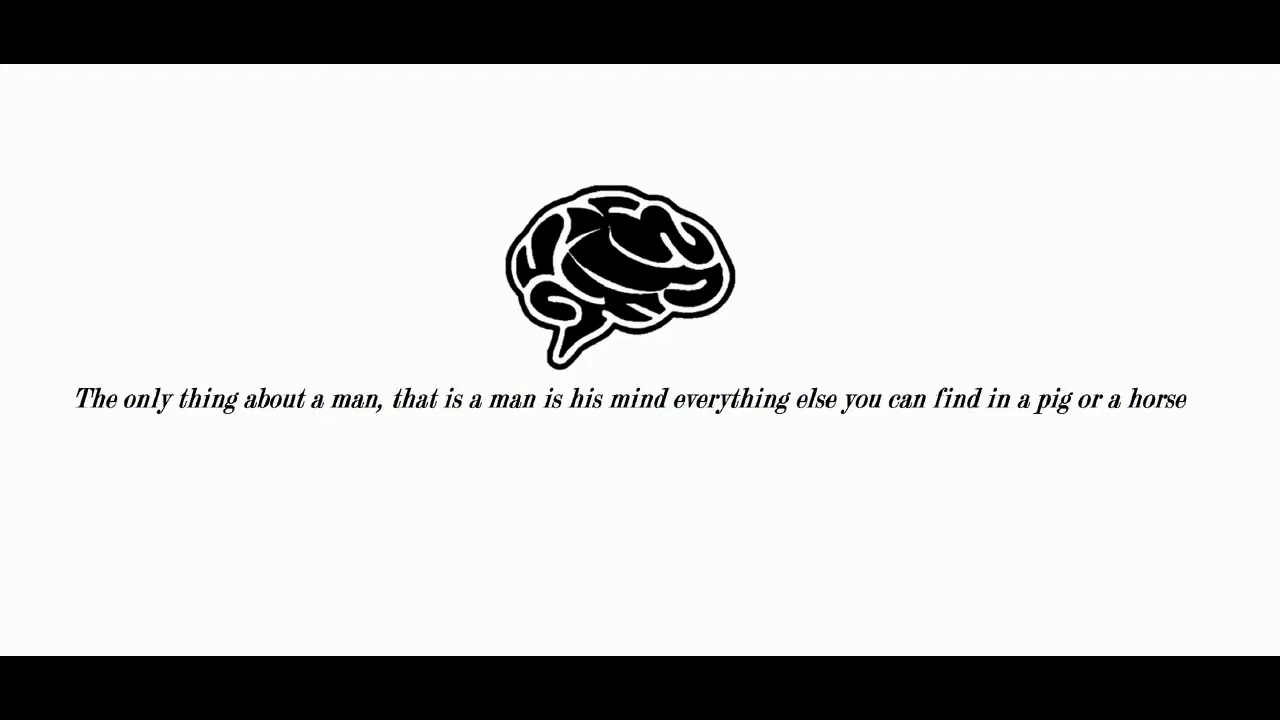 The only thing about a man, that is a man is his mind everything else you can find in a pig or a horse